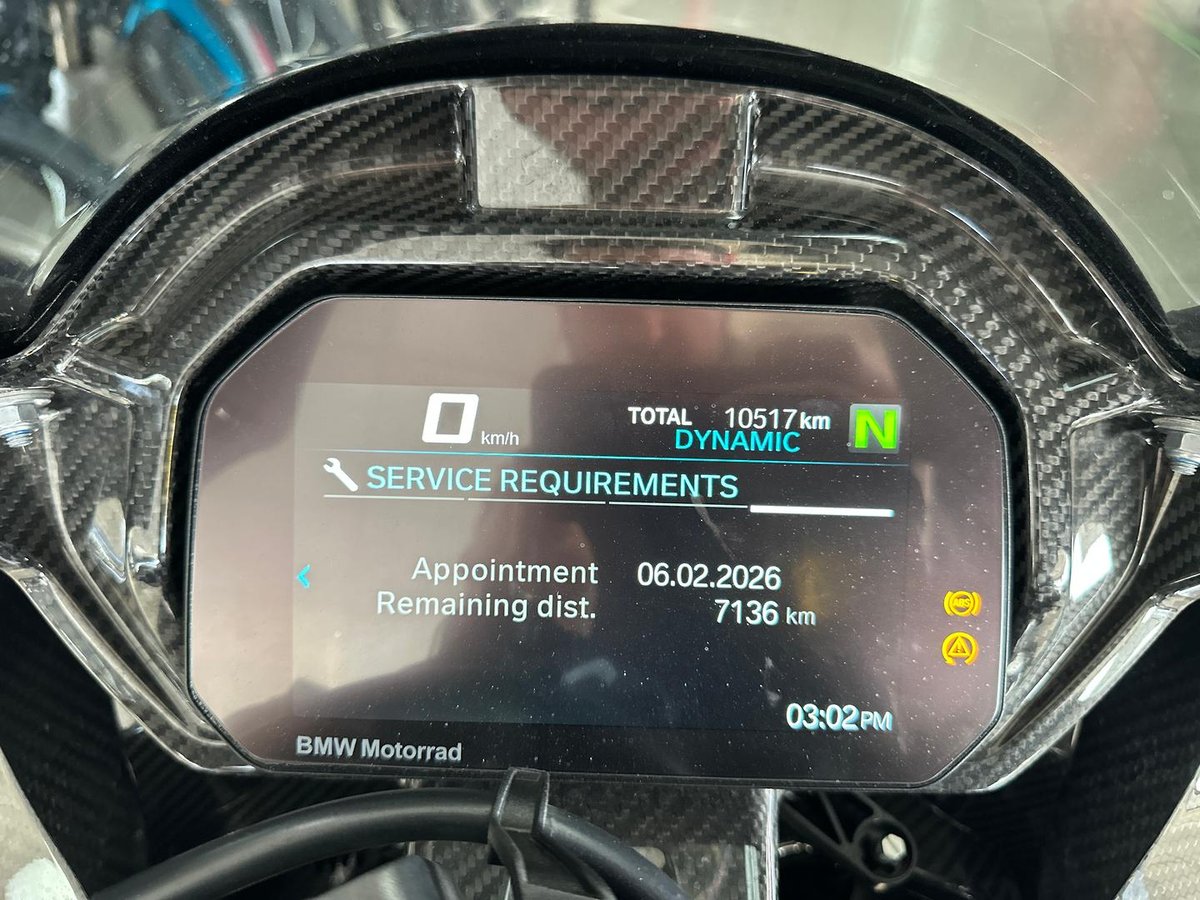 0 km/h
TOTAL 10517 km
N
DYNAMIC
SERVICE REQUIREMENTS
Appointment 06.02.2026
Remaining dist. 7136 km
ABS
03:02 PM
BMW Motorrad